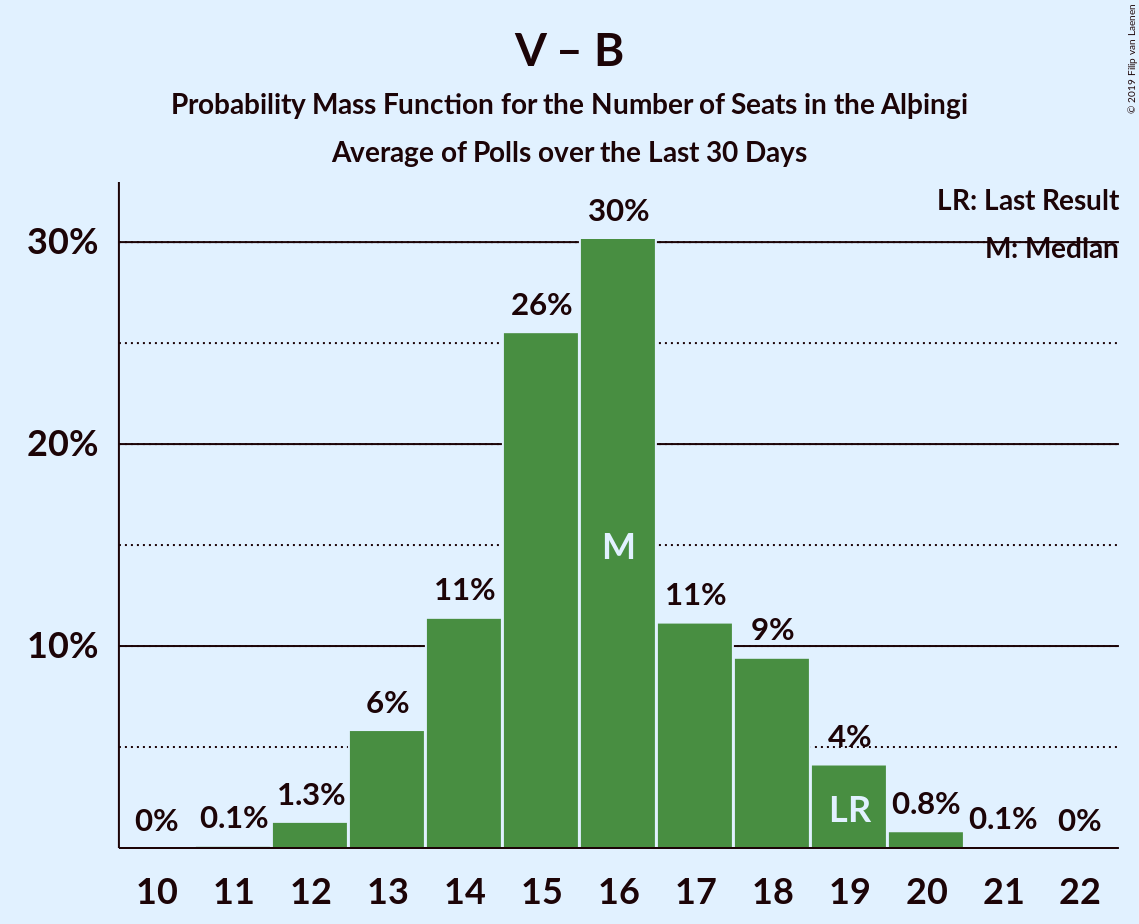 V – B
Probability Mass Function for the Number of Seats in the Alþingi
Average of Polls over the Last 30 Days
© 2019 Filip van Laenen
LR: Last Result
M: Median
30%
20%
10%
0%
0.1%
1.3%
6%
11%
26%
30%
11%
9%
4%
0.8%
0.1%
0%
M
LR
10 11 12 13 14 15 16 17 18 19 20 21 22